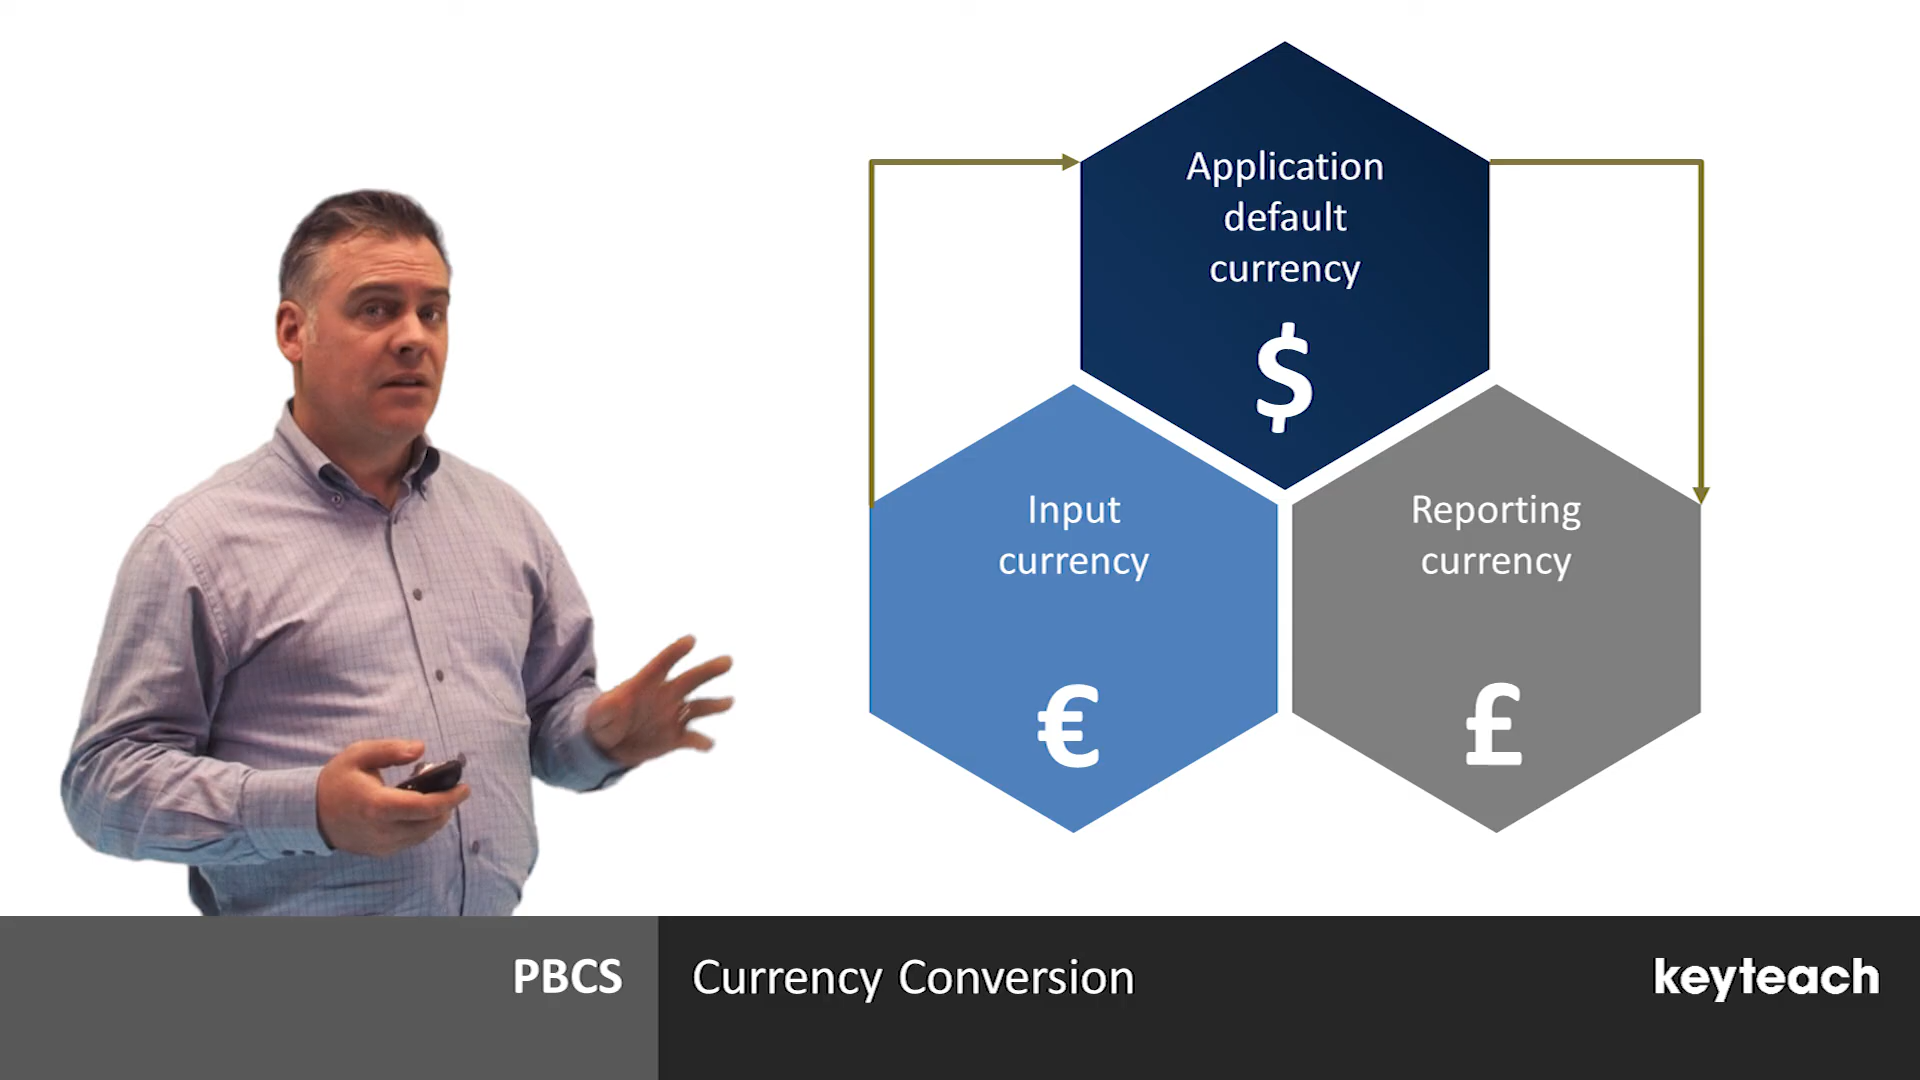 Application
default
currency
$
Input
currency
€
Reporting
currency
£
PBCS
Currency Conversion
keyteach